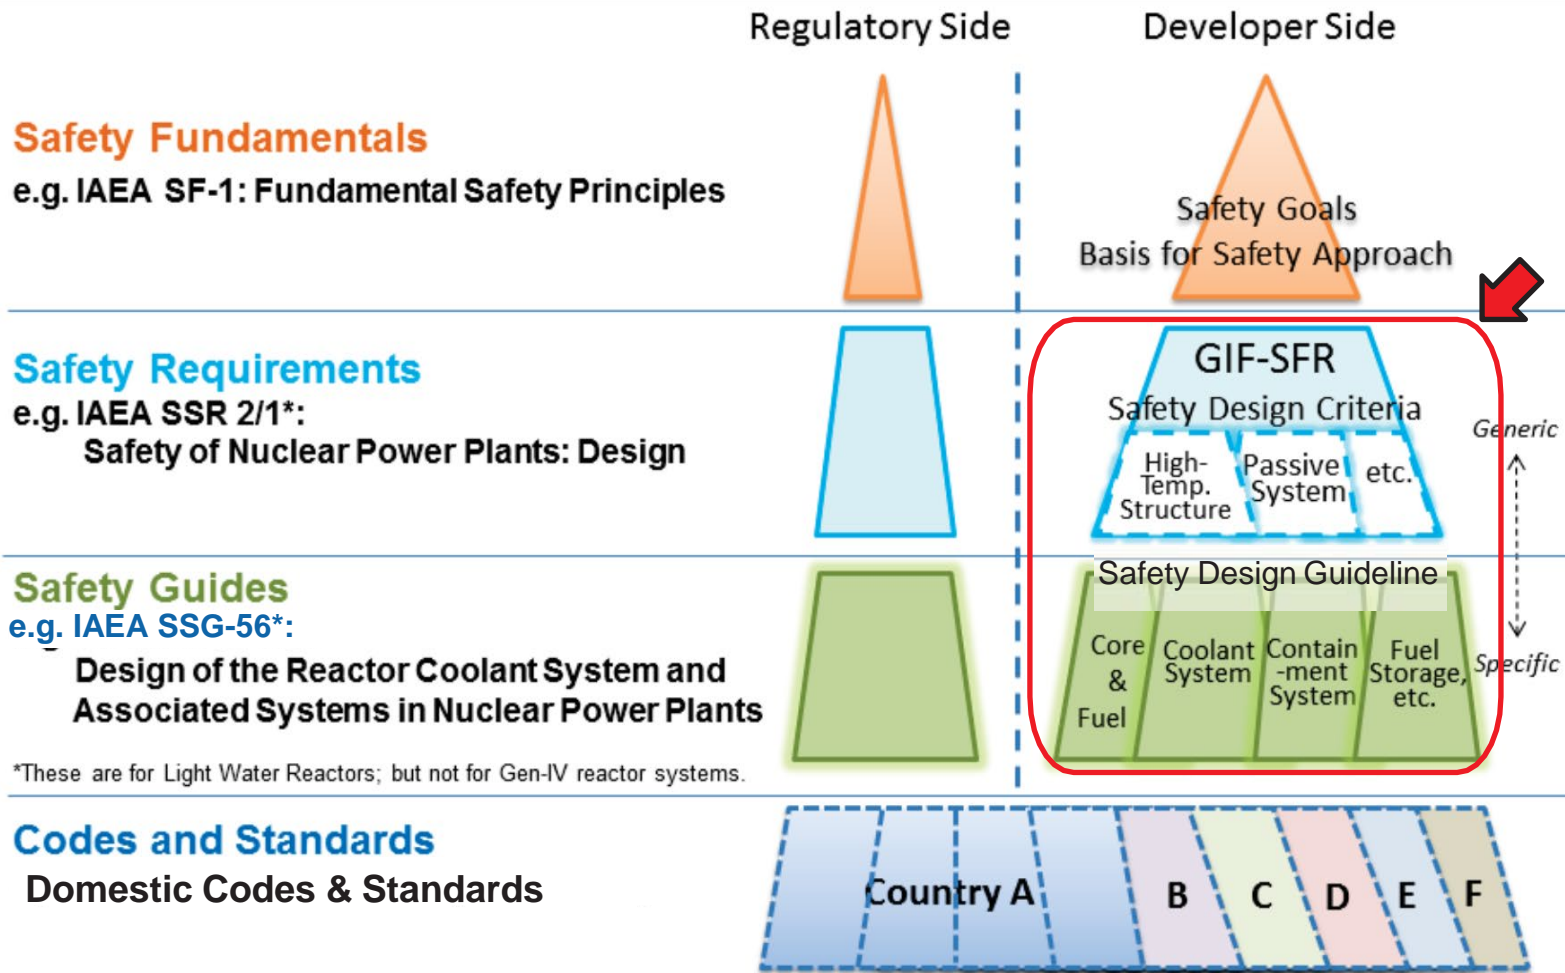 Regulatory Side
Developer Side
Safety Fundamentals
e.g. IAEA SF-1: Fundamental Safety Principles
Safety Goals
Basis for Safety Approach
Safety Requirements
e.g. IAEA SSR 2/1*:
Safety of Nuclear Power Plants: Design
GIF-SFR
Safety Design Criteria
High-
Temp.
Structure
Passive
System
etc.
Generic
Safety Guides
e.g. IAEA SSG-56*:
Design of the Reactor Coolant System and
Associated Systems in Nuclear Power Plants
*These are for Light Water Reactors; but not for Gen-IV reactor systems.
Safety Design Guideline
Core
&
Fuel
Coolant
System
Contain
-ment
System
Fuel
Storage,
etc.
Specific
Codes and Standards
Domestic Codes & Standards
Country A
B
C
D
E
F